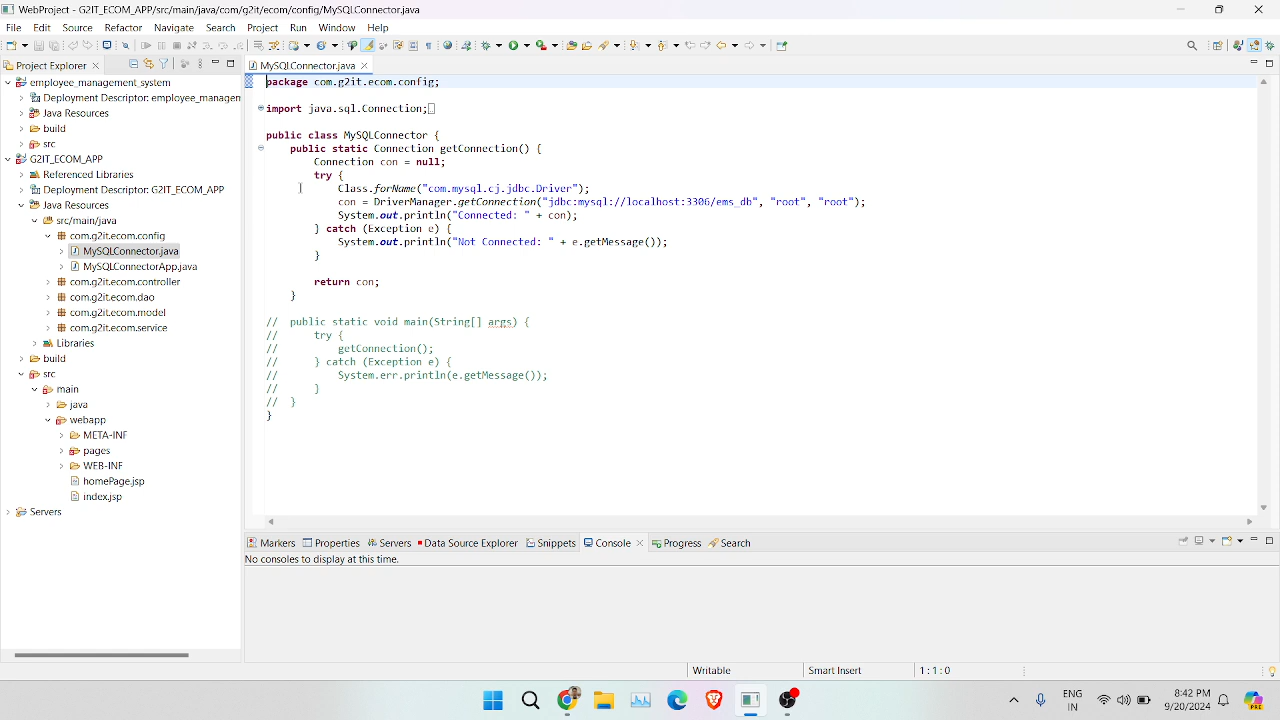 WebProject - G2IT_ECOM_APP/src/main/java/com/g2it/ecom/config/MySQLConnector.java
File Edit Source Refactor Navigate Search Project Run Window Help
Project Explorer
employee_management_system
Deployment Descriptor: employee_managem
Java Resources
build
src
G2IT_ECOM_APP
Referenced Libraries
Deployment Descriptor: G2IT_ECOM_APP
Java Resources
src/main/java
com.g2it.ecom.config
MySQLConnector.java
MySQLConnectorApp.java
com.g2it.ecom.controller
com.g2it.ecom.dao
com.g2it.ecom.model
com.g2it.ecom.service
Libraries
build
src
main
java
webapp
META-INF
pages
WEB-INF
homePage.jsp
index.jsp
Servers
MySQLConnector.java
package com.g2it.ecom.config;
import java.sql.Connection;
public class MySQLConnector {
public static Connection getConnection() {
Connection con = null;
try {
Class.forName("com.mysql.cj.jdbc.Driver");
con = DriverManager.getConnection("jdbc:mysql://localhost:3306/ems_db", "root", "root");
System.out.println("Connected: " + con);
} catch (Exception e) {
System.out.println("Not Connected: " + e.getMessage());
}
return con;
}
// public static void main(String[] args) {
// try {
// getConnection();
// } catch (Exception e) {
// System.err.println(e.getMessage());
// }
// }
}
Markers Properties Servers Data Source Explorer Snippets Console Progress Search
No consoles to display at this time.
Writable Smart Insert 1 : 1 : 0
ENG
IN
8:42 PM
9/20/2024
PRE